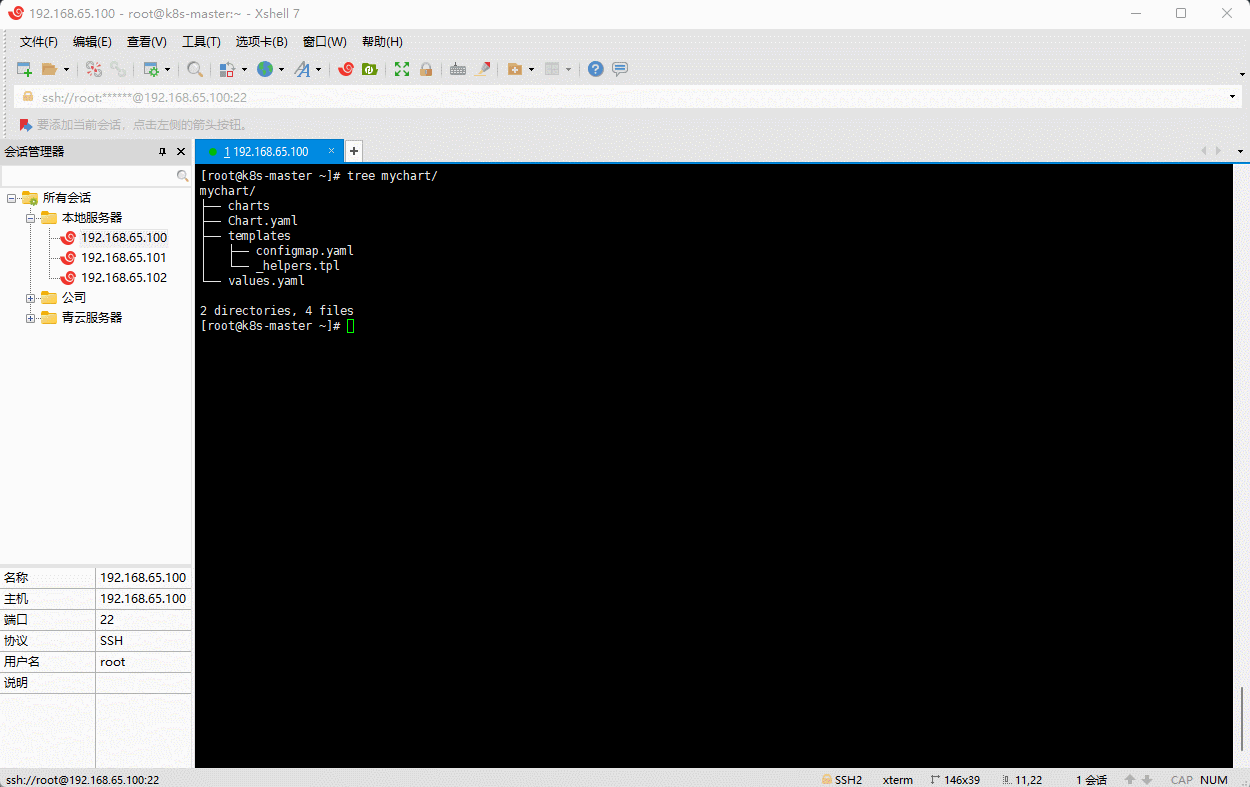 192.168.65.100 - root@k8s-master:~ - Xshell 7
文件(F) 编辑(E) 查看(V) 工具(T) 选项卡(B) 窗口(W) 帮助(H)
ssh://root:******@192.168.65.100:22
要添加当前会话，点击左侧的箭头按钮。
会话管理器
1 192.168.65.100
所有会话
本地服务器
192.168.65.100
192.168.65.101
192.168.65.102
公司
青云服务器
[root@k8s-master ~]# tree mychart/
mychart/
├── charts
├── Chart.yaml
├── templates
│   ├── configmap.yaml
│   └── _helpers.tpl
└── values.yaml
2 directories, 4 files
[root@k8s-master ~]#
名称 192.168.65.100
主机 192.168.65.100
端口 22
协议 SSH
用户名 root
说明
ssh://root@192.168.65.100:22 SSH2 xterm 146x39 11,22 1 会话 CAP NUM